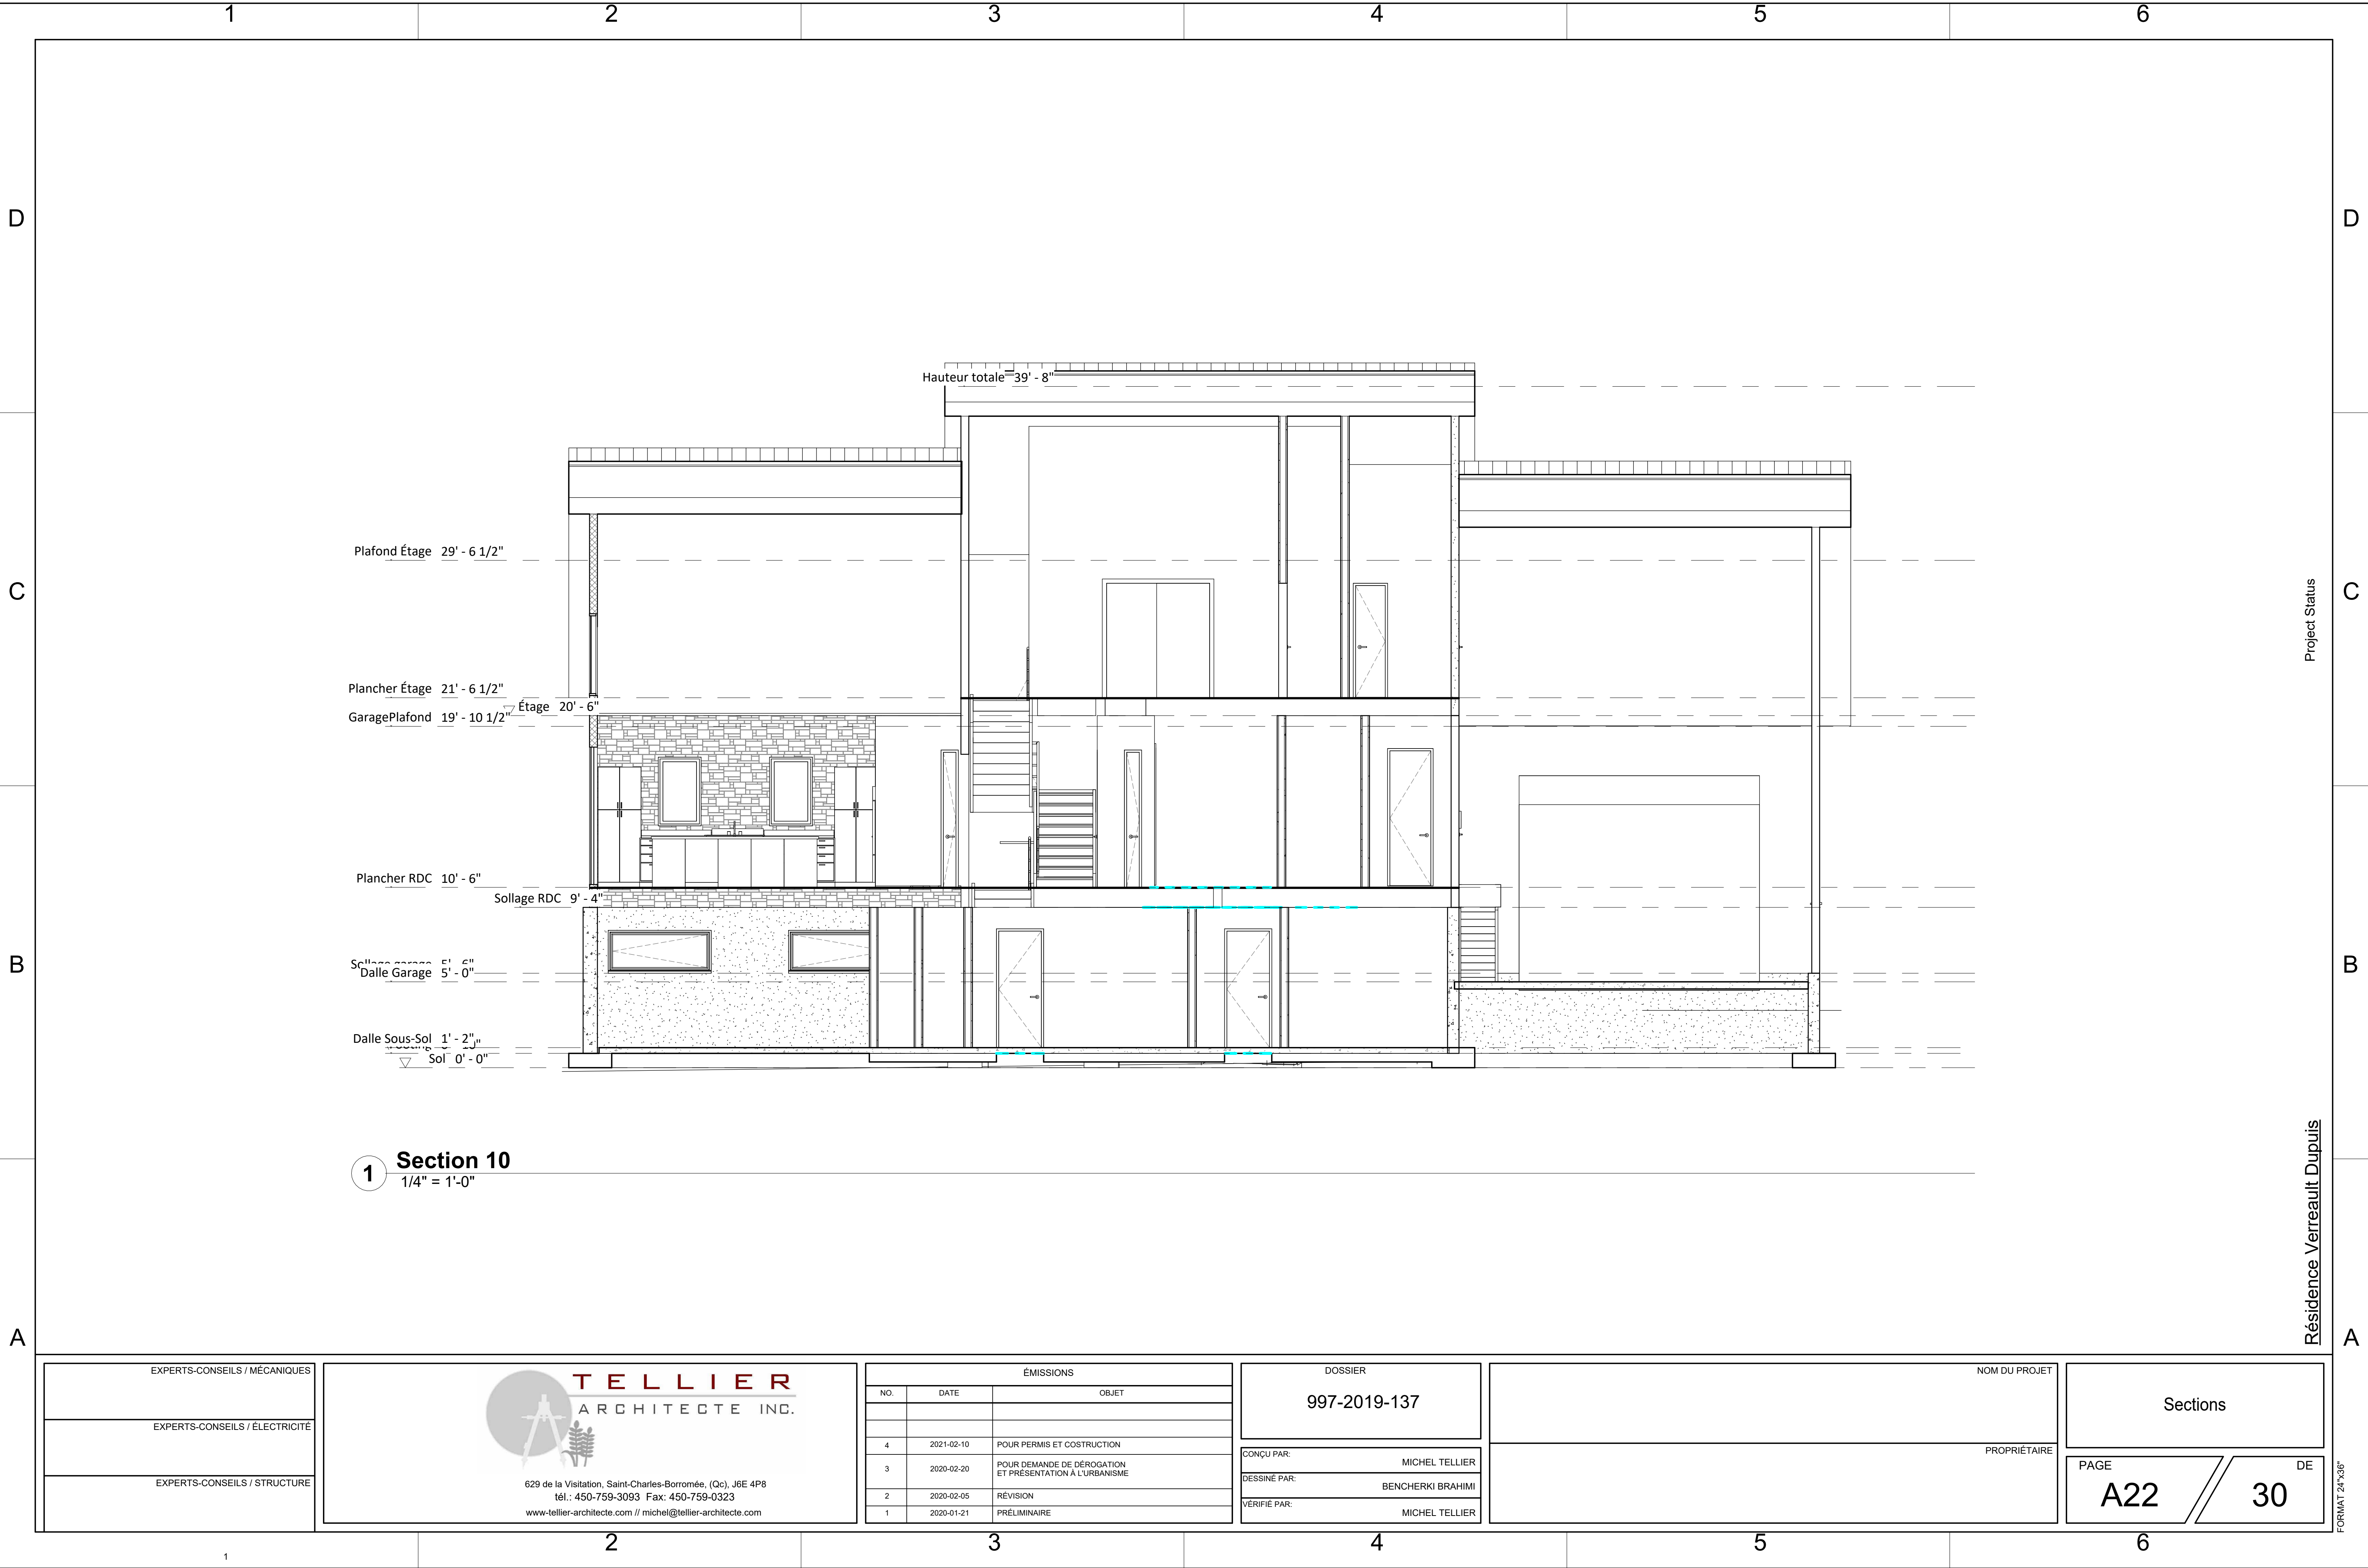 1 2 3 4 5 6
D D
C C
B B
A A
Hauteur totale 39' - 8"
Plafond Étage 29' - 6 1/2"
Plancher Étage 21' - 6 1/2"
Étage 20' - 6"
GaragePlafond 19' - 10 1/2"
Plancher RDC 10' - 6"
Sollage RDC 9' - 4"
Sollage garage 5' - 6"
Dalle Garage 5' - 0"
Dalle Sous-Sol 1' - 2"
Sol 0' - 0"
1 Section 10
1/4" = 1'-0"
Project Status
Résidence Verreault Dupuis
EXPERTS-CONSEILS / MÉCANIQUES
EXPERTS-CONSEILS / ÉLECTRICITÉ
EXPERTS-CONSEILS / STRUCTURE
TELLIER
ARCHITECTE INC.
629 de la Visitation, Saint-Charles-Borromée, (Qc), J6E 4P8
tél.: 450-759-3093 Fax: 450-759-0323
www-tellier-architecte.com // michel@tellier-architecte.com
ÉMISSIONS
NO. DATE OBJET
4 2021-02-10 POUR PERMIS ET COSTRUCTION
3 2020-02-20 POUR DEMANDE DE DÉROGATION
ET PRÉSENTATION À L'URBANISME
2 2020-02-05 RÉVISION
1 2020-01-21 PRÉLIMINAIRE
DOSSIER
997-2019-137
CONÇU PAR:
MICHEL TELLIER
DESSINÉ PAR:
BENCHERKI BRAHIMI
VÉRIFIÉ PAR:
MICHEL TELLIER
NOM DU PROJET
PROPRIÉTAIRE
Sections
PAGE DE
A22 30
FORMAT 24"x36"
2 3 4 5 6
1